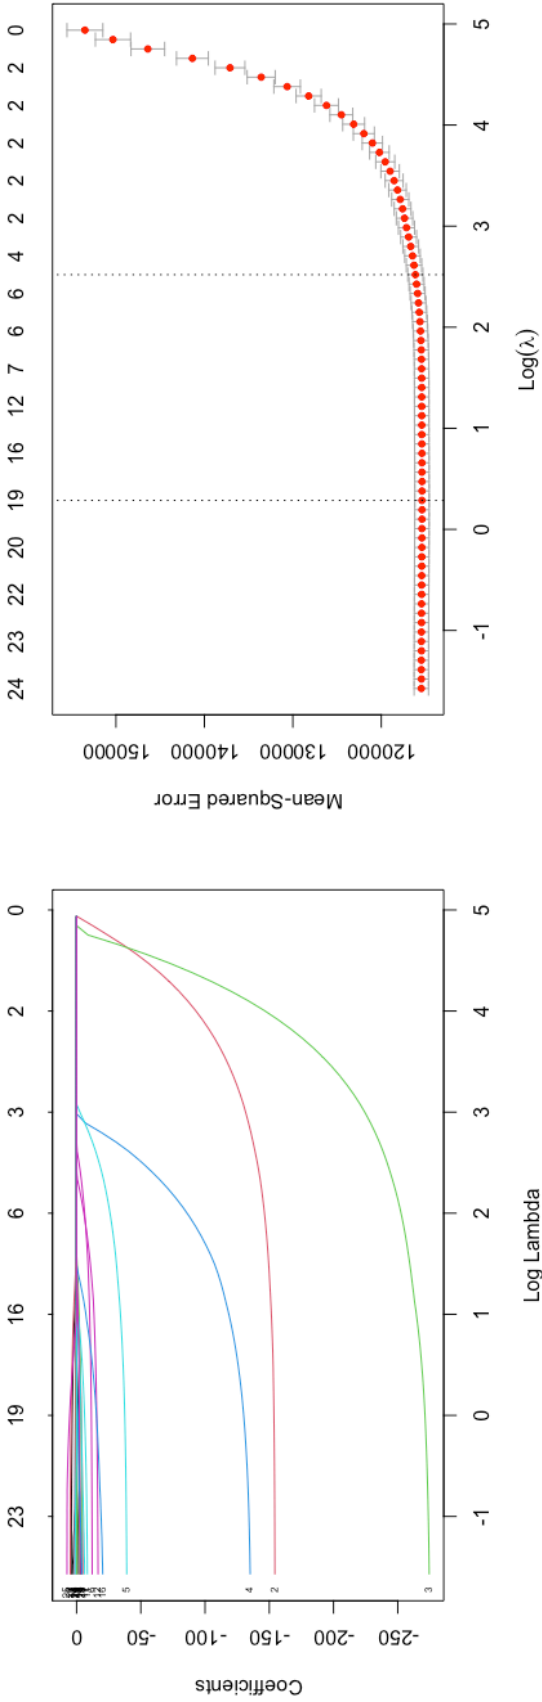 23 19 16 6 3 2 0
Coefficients
0
-50
-100
-150
-200
-250
5
4
2
3
-1 0 1 2 3 4 5
Log Lambda
24 23 22 20 19 16 12 7 6 6 4 2 2 2 2 2 0
Mean-Squared Error
150000
140000
130000
120000
-1 0 1 2 3 4 5
Log(λ)